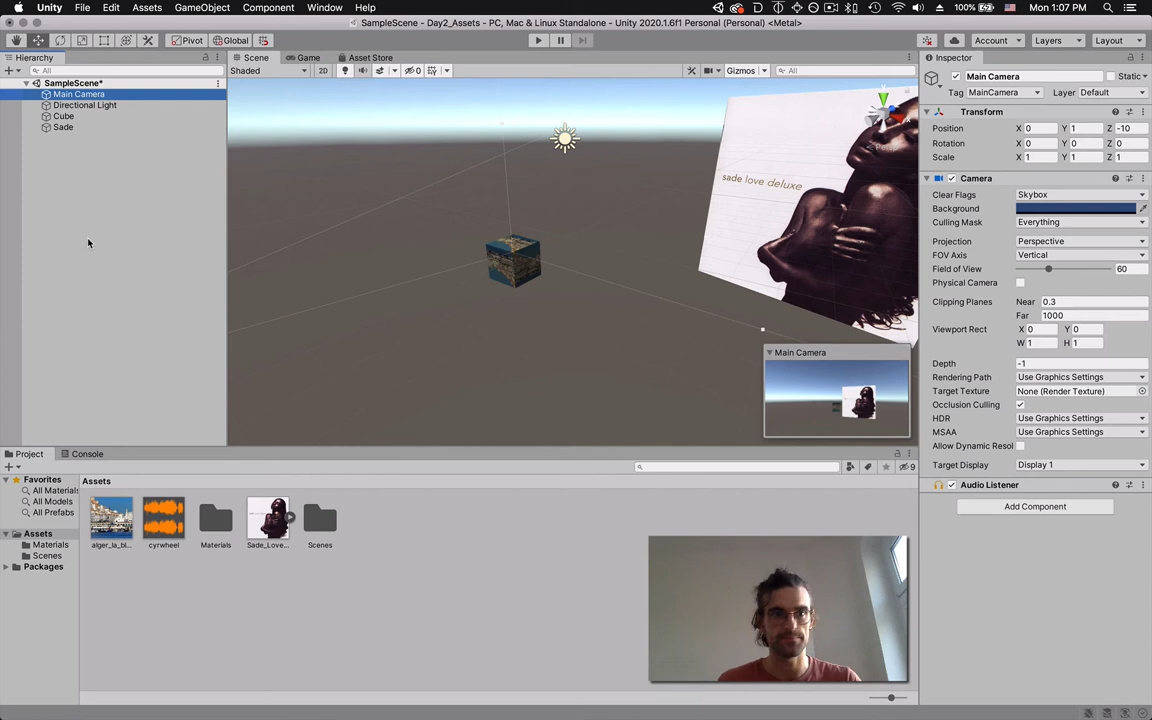 Unity File Edit Assets GameObject Component Window Help 100% Mon 1:07 PM
SampleScene - Day2_Assets - PC, Mac & Linux Standalone - Unity 2020.1.6f1 Personal (Personal) <Metal>
Pivot Global Account Layers Layout
Hierarchy
All
SampleScene*
Main Camera
Directional Light
Cube
Sade
Scene Game Asset Store
Shaded 2D 0 Gizmos All
Persp
sade love deluxe
Main Camera
Inspector
Main Camera Static
Tag MainCamera Layer Default
Transform
Position X 0 Y 1 Z -10
Rotation X 0 Y 0 Z 0
Scale X 1 Y 1 Z 1
Camera
Clear Flags Skybox
Background
Culling Mask Everything
Projection Perspective
FOV Axis Vertical
Field of View 60
Physical Camera
Clipping Planes Near 0.3
Far 1000
Viewport Rect X 0 Y 0
W 1 H 1
Depth -1
Rendering Path Use Graphics Settings
Target Texture None (Render Texture)
Occlusion Culling
HDR Use Graphics Settings
MSAA Use Graphics Settings
Allow Dynamic Resol
Target Display Display 1
Audio Listener
Add Component
Project Console
9
Favorites
All Materials
All Models
All Prefabs
Assets
Materials
Scenes
Packages
Assets
alger_la_bl...
cyrwheel
Materials
Sade_Love...
Scenes